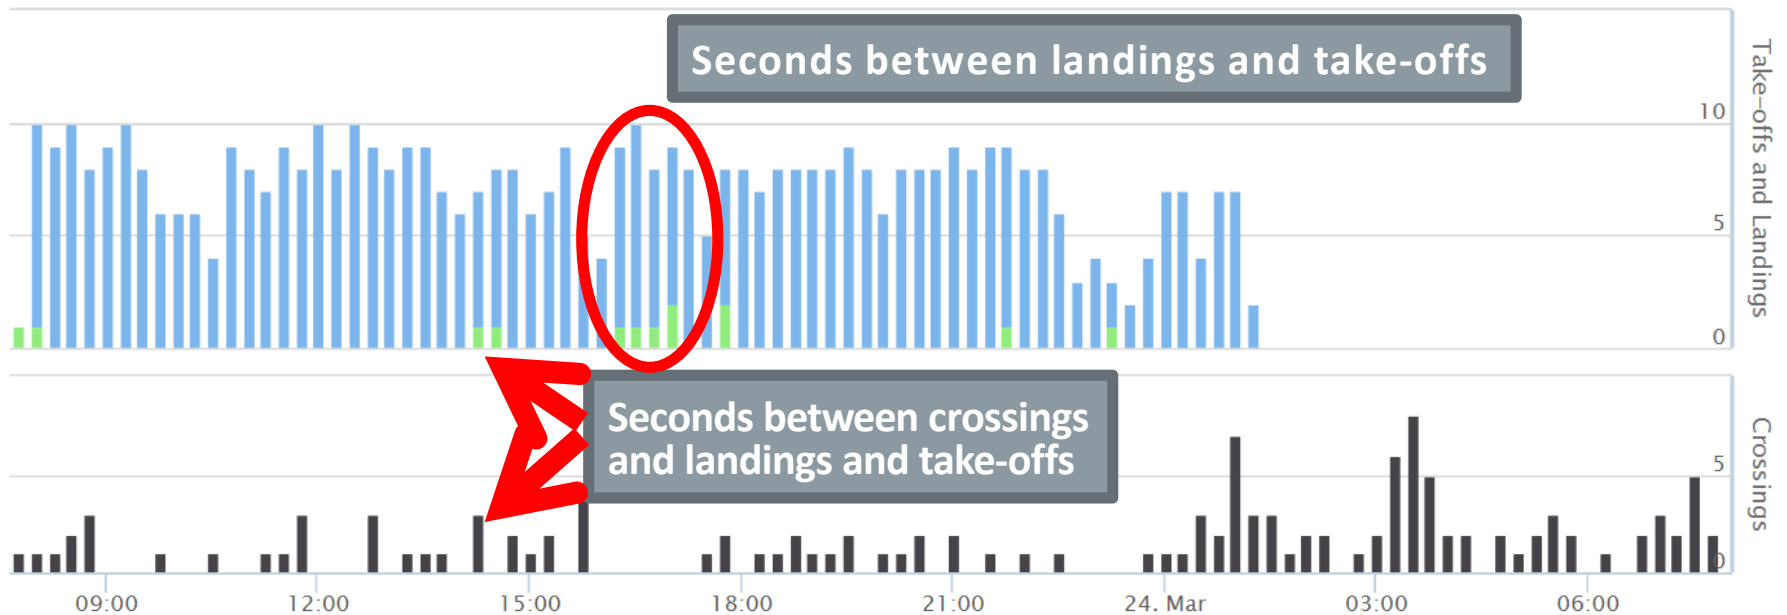 Seconds between landings and take-offs
10
5
0
Take-offs and Landings
Seconds between crossings
and landings and take-offs
5
0
Crossings
09:00
12:00
15:00
18:00
21:00
24. Mar
03:00
06:00